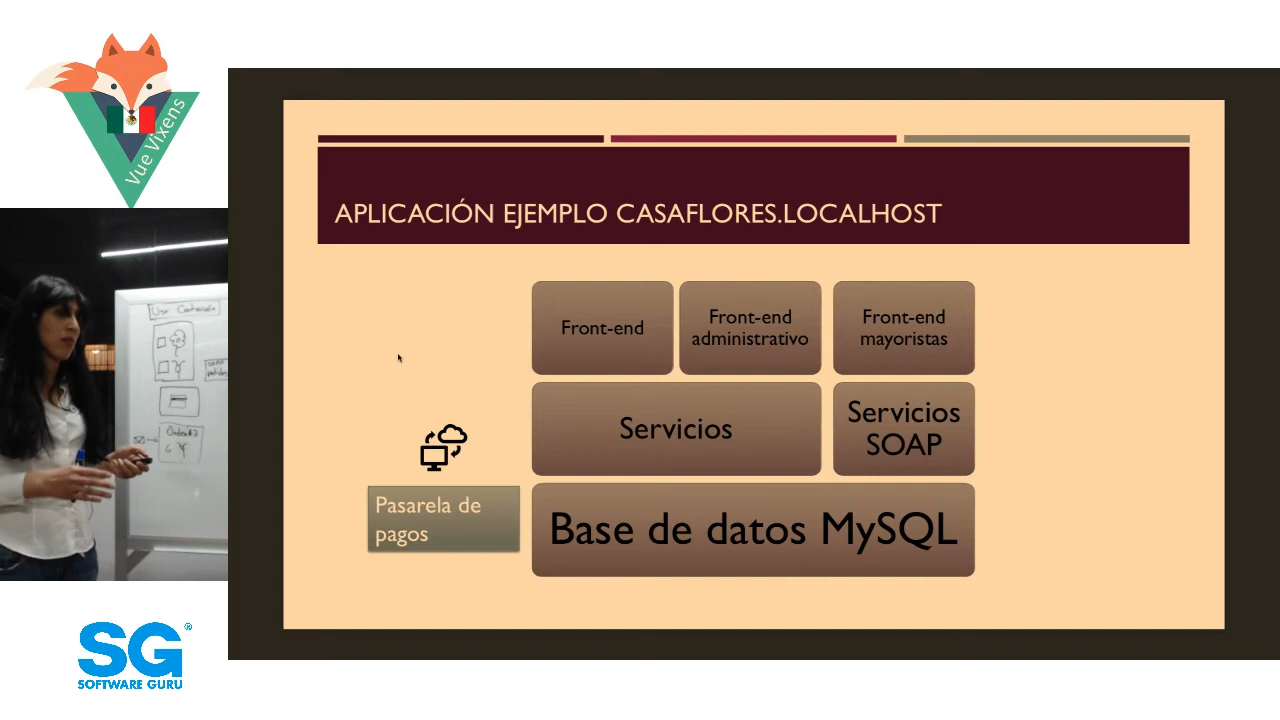 Vue Vixens
APLICACIÓN EJEMPLO CASAFLORES.LOCALHOST
Front-end
Front-end
administrativo
Front-end
mayoristas
Servicios
Servicios
SOAP
Pasarela de
pagos
Base de datos MySQL
SG®
SOFTWARE GURU